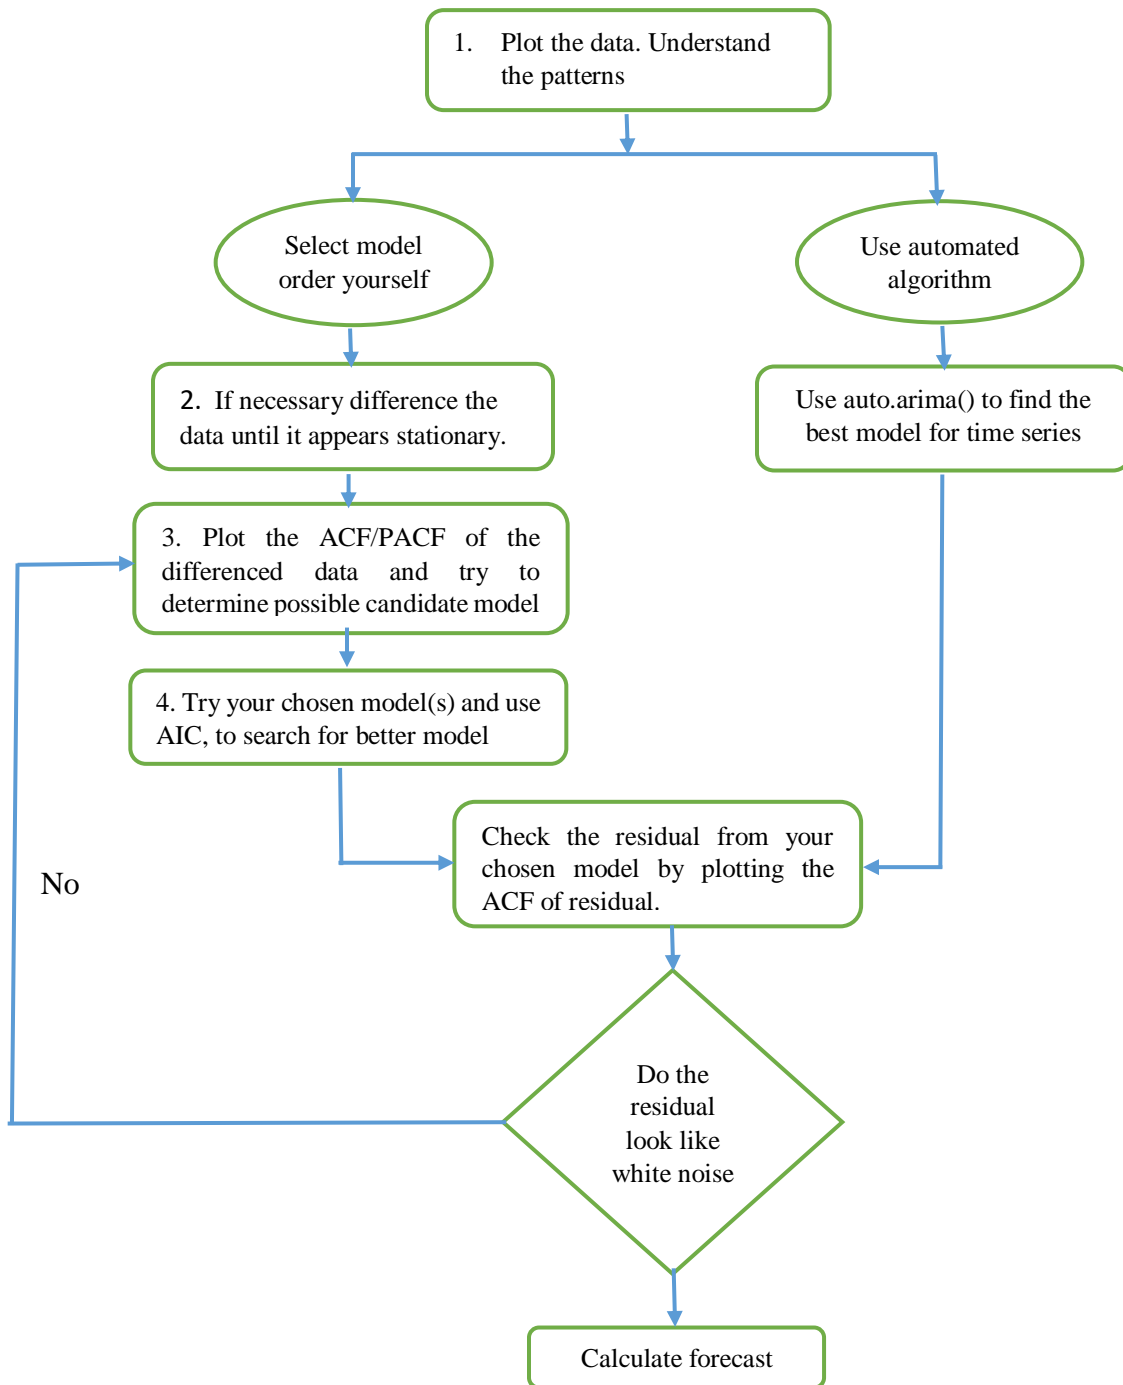 1. Plot the data. Understand
the patterns
Select model
order yourself
Use automated
algorithm
2. If necessary difference the
data until it appears stationary.
Use auto.arima() to find the
best model for time series
3. Plot the ACF/PACF of the
differenced data and try to
determine possible candidate model
4. Try your chosen model(s) and use
AIC, to search for better model
Check the residual from your
chosen model by plotting the
ACF of residual.
No
Do the
residual
look like
white noise
Calculate forecast